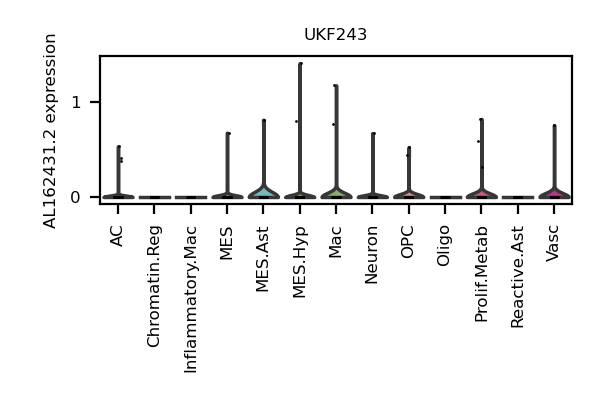 UKF243
AL162431.2 expression
1
0
AC
Chromatin.Reg
Inflammatory.Mac
MES
MES.Ast
MES.Hyp
Mac
Neuron
OPC
Oligo
Prolif.Metab
Reactive.Ast
Vasc